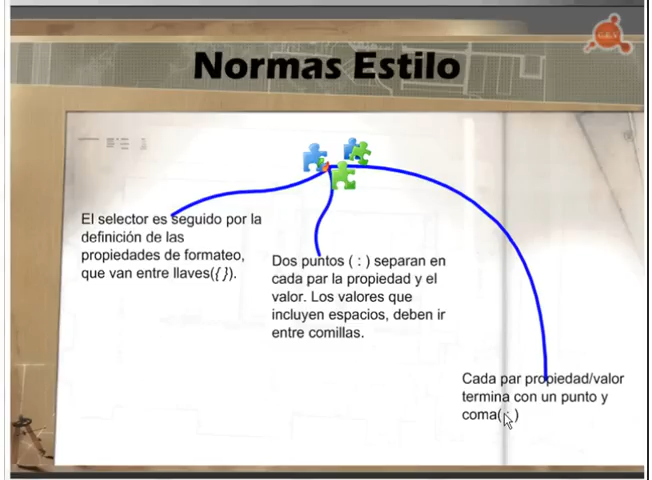 G.K.V
Normas Estilo
El selector es seguido por la
definición de las
propiedades de formateo,
que van entre llaves({ }).
Dos puntos ( : ) separan en
cada par la propiedad y el
valor. Los valores que
incluyen espacios, deben ir
entre comillas.
Cada par propiedad/valor
termina con un punto y
coma( ; )